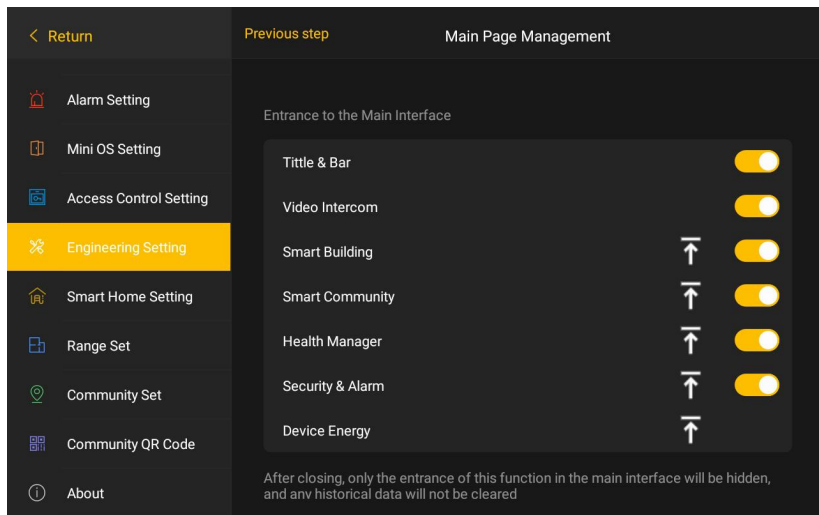 Return
Previous step
Main Page Management
Alarm Setting
Mini OS Setting
Access Control Setting
Engineering Setting
Smart Home Setting
Range Set
Community Set
Community QR Code
About
Entrance to the Main Interface
Tittle & Bar
Video Intercom
Smart Building
Smart Community
Health Manager
Security & Alarm
Device Energy
After closing, only the entrance of this function in the main interface will be hidden,
and any historical data will not be cleared